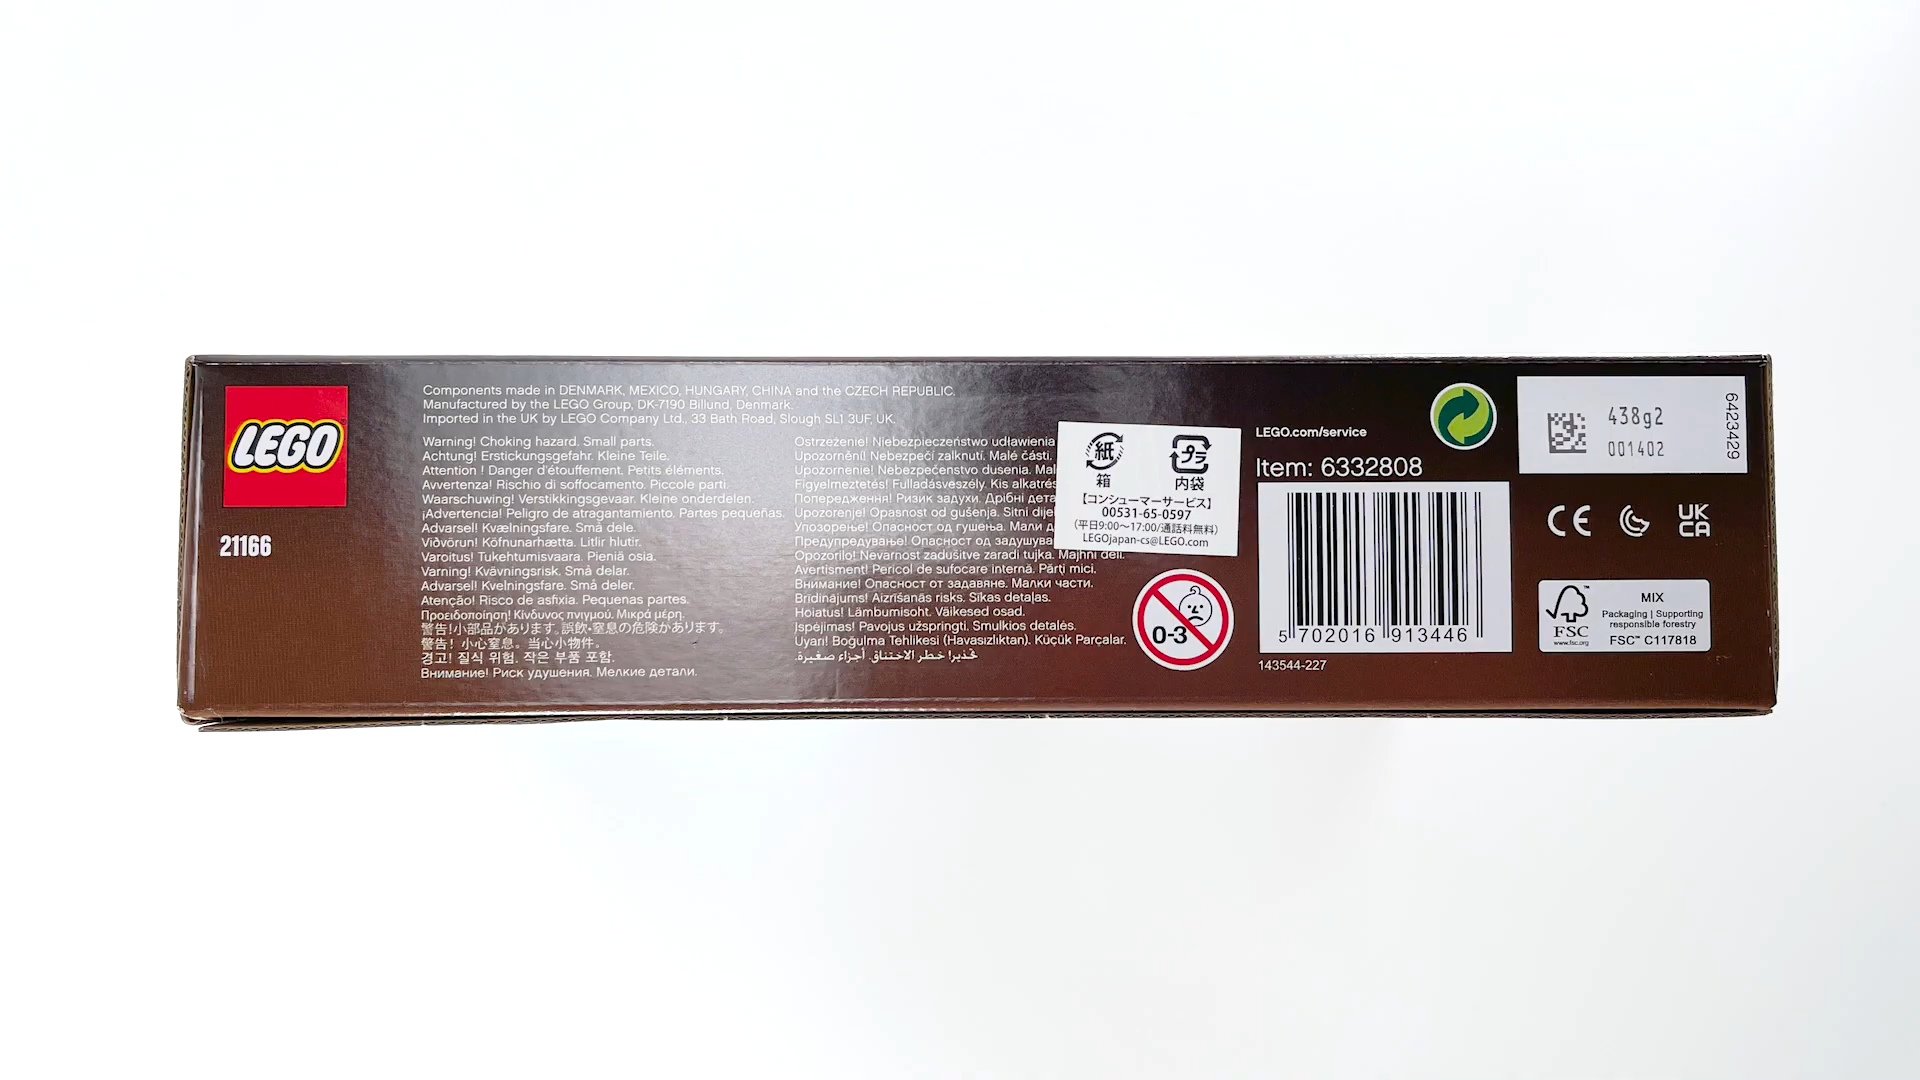 LEGO
21166
Components made in DENMARK, MEXICO, HUNGARY, CHINA and the CZECH REPUBLIC.
Manufactured by the LEGO Group, DK-7190 Billund, Denmark.
Imported in the UK by LEGO Company Ltd., 33 Bath Road, Slough SL1 3UF, UK.
Warning! Choking hazard. Small parts.
Achtung! Erstickungsgefahr. Kleine Teile.
Attention ! Danger d'étouffement. Petits éléments.
Avvertenza! Rischio di soffocamento. Piccole parti.
Waarschuwing! Verstikkingsgevaar. Kleine onderdelen.
¡Advertencia! Peligro de atragantamiento. Partes pequeñas.
Advarsel! Kvælningsfare. Små dele.
Viðvörun! Köfnunarhætta. Litlir hlutir.
Varoitus! Tukehtumisvaara. Pieniä osia.
Varning! Kvävningsrisk. Små delar.
Advarsel! Kvelningsfare. Små deler.
Atenção! Risco de asfixia. Pequenas partes.
Προειδοποίηση! Κίνδυνος πνιγμού. Μικρά μέρη.
警告!小部品があります。誤飲・窒息の危険があります。
警告! 小心窒息。当心小物件。
경고! 질식 위험. 작은 부품 포함.
Внимание! Риск удушения. Мелкие детали.
Ostrzeżenie! Niebezpieczeństwo udławienia
Upozornění! Nebezpečí zalknutí. Malé části.
Upozornenie! Nebezpečenstvo dusenia.
Figyelmeztetés! Fulladásveszély. Kis
Попередження! Ризик задухи. Дрібні
Upozorenje! Opasnost od gušenja. Sitni
Упозорење! Опасност од гушења. Мали
Предупредување! Опасност од
Opozorilo! Nevarnost zadušitve zaradi tujka. Majhni deli.
Avertisment! Pericol de sufocare internă. Părți mici.
Внимание! Опасност от задавяне. Малки части.
Brīdinājums! Aizrīšanās risks. Sīkas detaļas.
Hoiatus! Lämbumisoht. Väikesed osad.
Įspėjimas! Pavojus užspringti. Smulkios detalės.
Uyarı! Boğulma Tehlikesi (Havasızlıktan). Küçük Parçalar.
تحذير! خطر الاختناق. أجزاء صغيرة.
紙 プラ
箱 内袋
【コンシューマーサービス】
00531-65-0597
(平日9:00〜17:00/通話料無料)
LEGOjapan-cs@LEGO.com
0-3
LEGO.com/service
Item: 6332808
5 702016 913446
143544-227
438g2
001402
6423429
CE
UK
CA
FSC
www.fsc.org
MIX
Packaging | Supporting
responsible forestry
FSC™ C117818